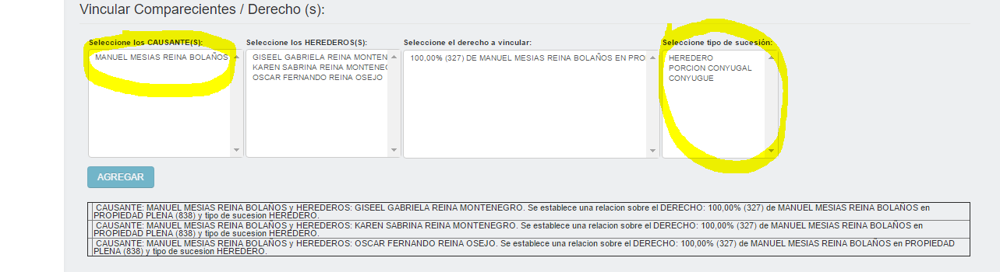 Vincular Comparecientes / Derecho (s):
Seleccione los CAUSANTE(S): Seleccione los HEREDEROS(S): Seleccione el derecho a vincular: Seleccione tipo de sucesión:
MANUEL MESIAS REINA BOLAÑOS GISEEL GABRIELA REINA MONTEN 100,00% (327) DE MANUEL MESIAS REINA BOLAÑOS EN PRO HEREDERO
KAREN SABRINA REINA MONTENEG PORCION CONYUGAL
OSCAR FERNANDO REINA OSEJO CONYUGUE
AGREGAR
CAUSANTE: MANUEL MESIAS REINA BOLAÑOS y HEREDEROS: GISEEL GABRIELA REINA MONTENEGRO. Se establece una relacion sobre el DERECHO: 100,00% (327) de MANUEL MESIAS REINA BOLAÑOS en
PROPIEDAD PLENA (838) y tipo de sucesion HEREDERO.
CAUSANTE: MANUEL MESIAS REINA BOLAÑOS y HEREDEROS: KAREN SABRINA REINA MONTENEGRO. Se establece una relacion sobre el DERECHO: 100,00% (327) de MANUEL MESIAS REINA BOLAÑOS en
PROPIEDAD PLENA (838) y tipo de sucesion HEREDERO.
CAUSANTE: MANUEL MESIAS REINA BOLAÑOS y HEREDEROS: OSCAR FERNANDO REINA OSEJO. Se establece una relacion sobre el DERECHO: 100,00% (327) de MANUEL MESIAS REINA BOLAÑOS en PROPIEDAD
PLENA (838) y tipo de sucesion HEREDERO.